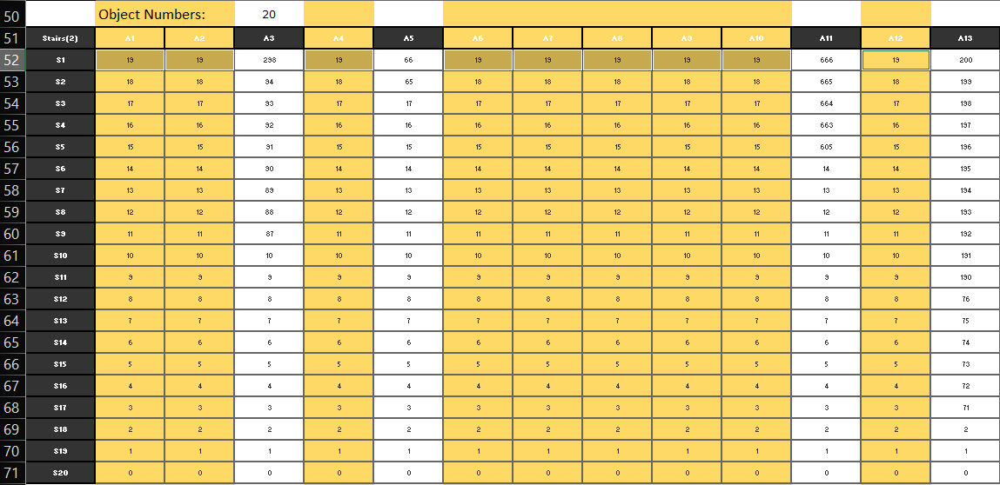 50 Object Numbers: 20
51 Stairs(2) A1 A2 A3 A4 A5 A6 A7 A8 A9 A10 A11 A12 A13
52 S1 19 19 298 19 66 19 19 19 19 19 666 19 200
53 S2 18 18 94 18 65 18 18 18 18 18 665 18 199
54 S3 17 17 93 17 17 17 17 17 17 17 664 17 198
55 S4 16 16 92 16 16 16 16 16 16 16 663 16 197
56 S5 15 15 91 15 15 15 15 15 15 15 605 15 196
57 S6 14 14 90 14 14 14 14 14 14 14 14 14 195
58 S7 13 13 89 13 13 13 13 13 13 13 13 13 194
59 S8 12 12 88 12 12 12 12 12 12 12 12 12 193
60 S9 11 11 87 11 11 11 11 11 11 11 11 11 192
61 S10 10 10 10 10 10 10 10 10 10 10 10 10 191
62 S11 9 9 9 9 9 9 9 9 9 9 9 9 190
63 S12 8 8 8 8 8 8 8 8 8 8 8 8 76
64 S13 7 7 7 7 7 7 7 7 7 7 7 7 75
65 S14 6 6 6 6 6 6 6 6 6 6 6 6 74
66 S15 5 5 5 5 5 5 5 5 5 5 5 5 73
67 S16 4 4 4 4 4 4 4 4 4 4 4 4 72
68 S17 3 3 3 3 3 3 3 3 3 3 3 3 71
69 S18 2 2 2 2 2 2 2 2 2 2 2 2 2
70 S19 1 1 1 1 1 1 1 1 1 1 1 1 1
71 S20 0 0 0 0 0 0 0 0 0 0 0 0 0